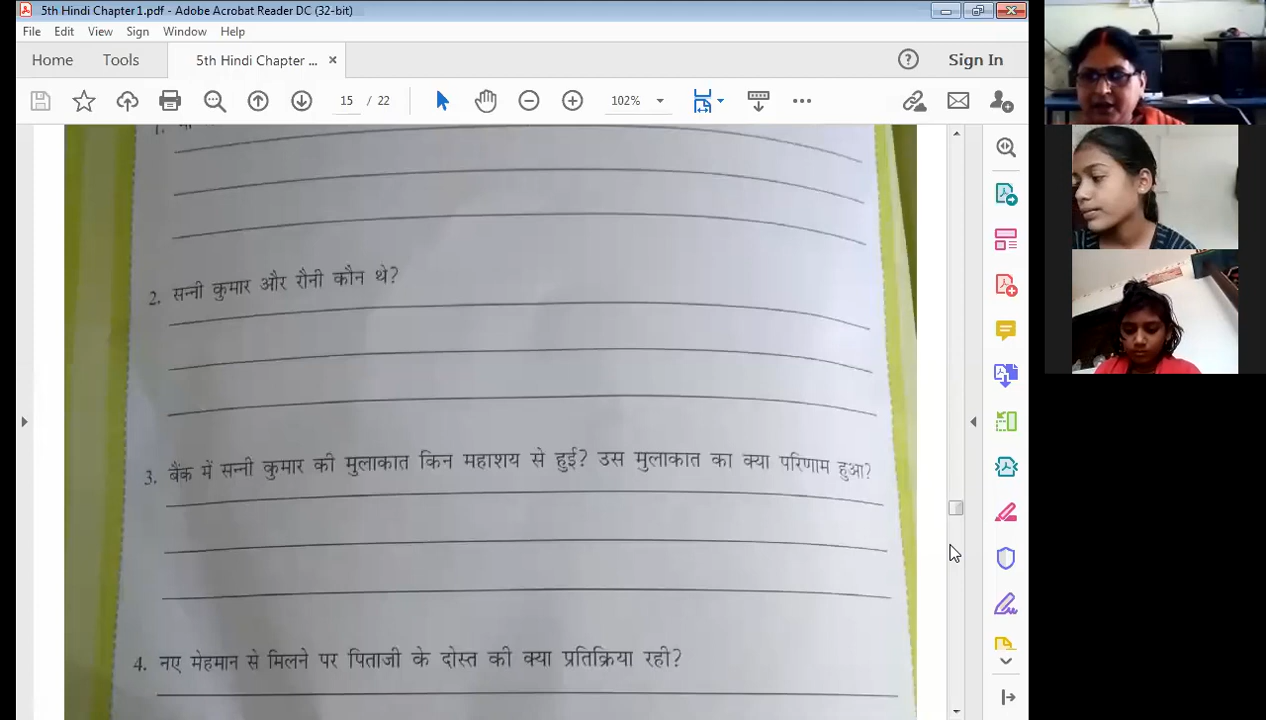 5th Hindi Chapter1.pdf - Adobe Acrobat Reader DC (32-bit)
File Edit View Sign Window Help
Home Tools 5th Hindi Chapter ... × Sign In
15 / 22 102%
1.
2. सन्नी कुमार और रौनी कौन थे?
3. बैंक में सन्नी कुमार की मुलाकात किन महाशय से हुई? उस मुलाकात का क्या परिणाम हुआ?
4. नए मेहमान से मिलने पर पिताजी के दोस्त की क्या प्रतिक्रिया रही?